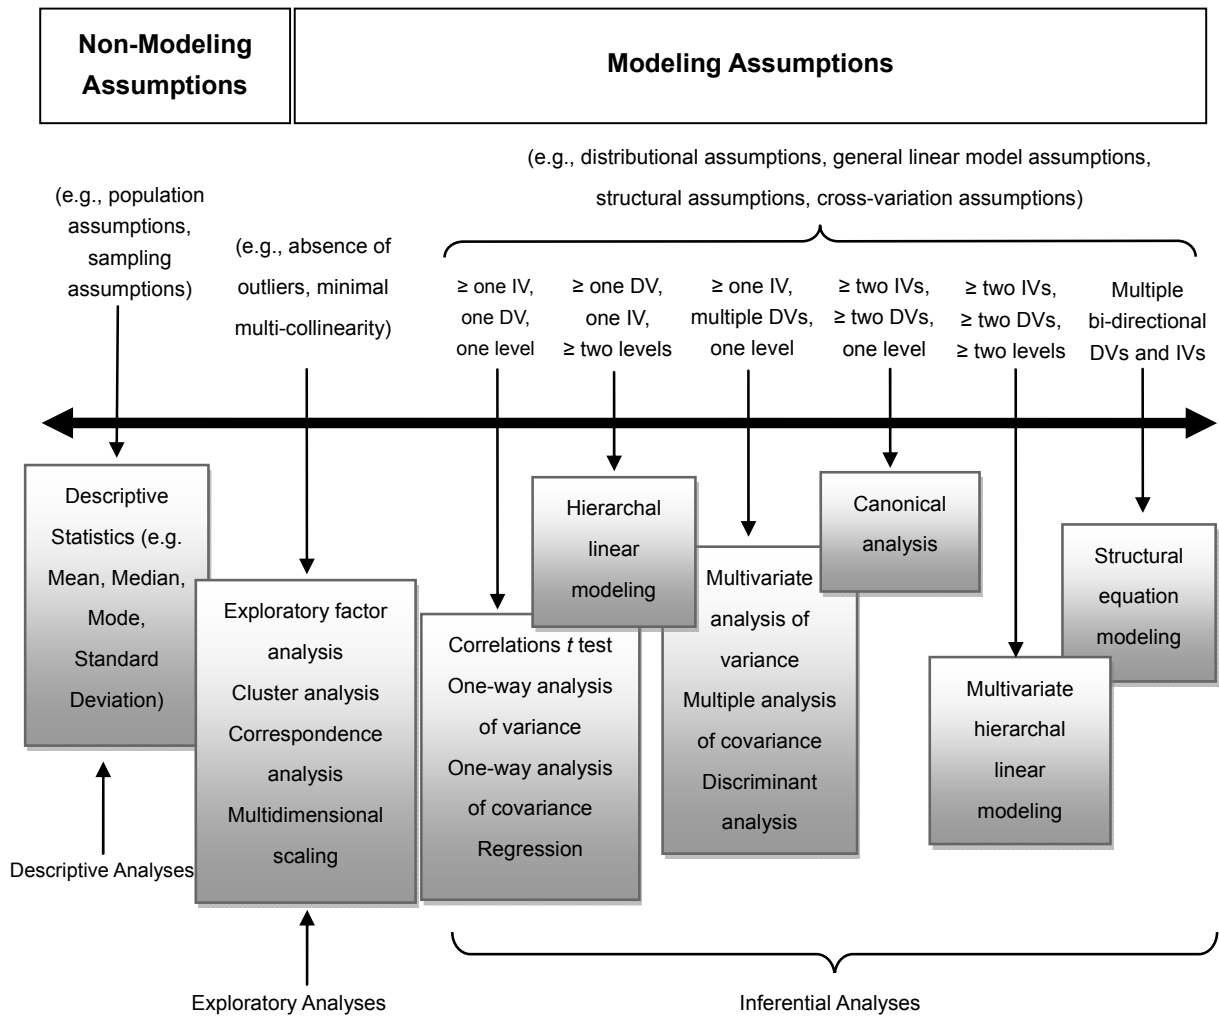 Non-Modeling
Assumptions
Modeling Assumptions
(e.g., distributional assumptions, general linear model assumptions,
structural assumptions, cross-variation assumptions)
(e.g., population
assumptions,
sampling
assumptions)
(e.g., absence of
outliers, minimal
multi-collinearity)
≥ one IV,
one DV,
one level
≥ one DV,
one IV,
≥ two levels
≥ one IV,
multiple DVs,
one level
≥ two IVs,
≥ two DVs,
one level
≥ two IVs,
≥ two DVs,
≥ two levels
Multiple
bi-directional
DVs and IVs
Descriptive
Statistics (e.g.
Mean, Median,
Mode,
Standard
Deviation)
Exploratory factor
analysis
Cluster analysis
Correspondence
analysis
Multidimensional
scaling
Correlations t test
One-way analysis
of variance
One-way analysis
of covariance
Regression
Hierarchal
linear
modeling
Multivariate
analysis of
variance
Multiple analysis
of covariance
Discriminant
analysis
Canonical
analysis
Multivariate
hierarchal
linear
modeling
Structural
equation
modeling
Descriptive Analyses
Exploratory Analyses
Inferential Analyses